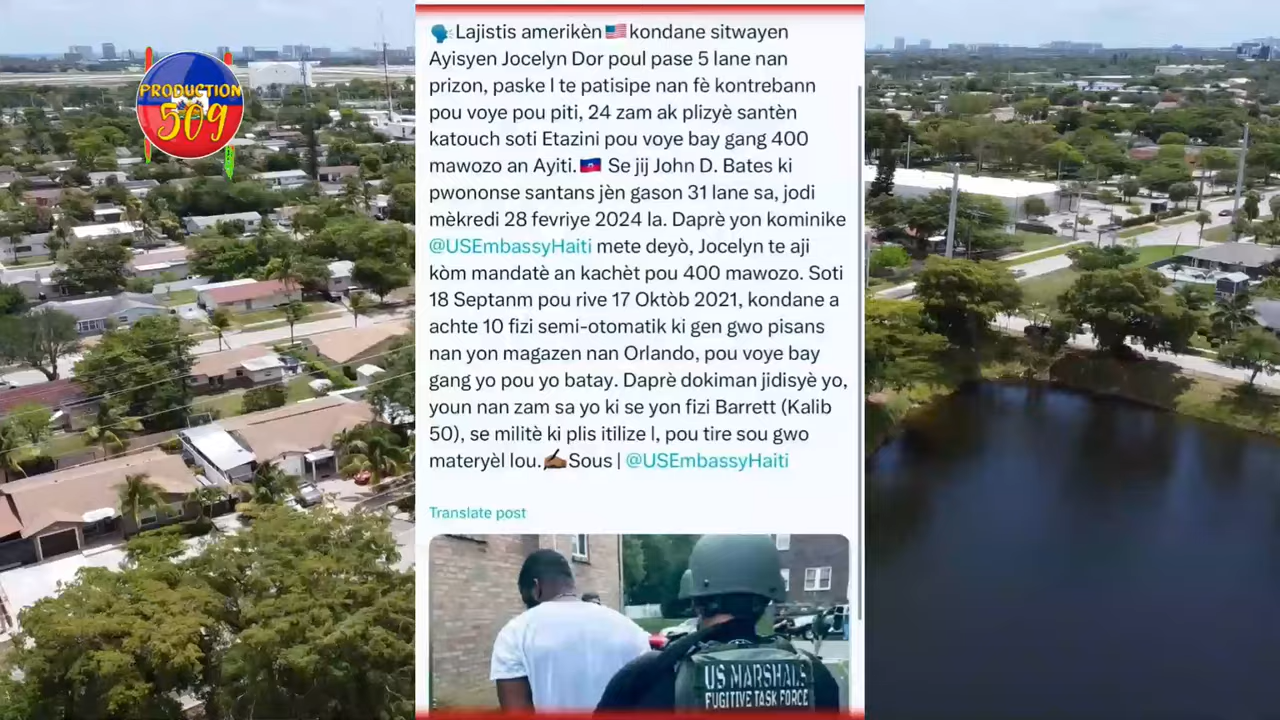 PRODUCTION
509
Lajistis amerikèn kondane sitwayen
Ayisyen Jocelyn Dor poul pase 5 lane nan
prizon, paske l te patisipe nan fè kontrebann
pou voye pou piti, 24 zam ak plizyè santèn
katouch soti Etazini pou voye bay gang 400
mawozo an Ayiti. Se jij John D. Bates ki
pwononse santans jèn gason 31 lane sa, jodi
mèkredi 28 fevriye 2024 la. Daprè yon kominike
@USEmbassyHaiti mete deyò, Jocelyn te aji
kòm mandatè an kachèt pou 400 mawozo. Soti
18 Septanm pou rive 17 Oktòb 2021, kondane a
achte 10 fizi semi-otomatik ki gen gwo pisans
nan yon magazen nan Orlando, pou voye bay
gang yo pou yo batay. Daprè dokiman jidisyè yo,
youn nan zam sa yo ki se yon fizi Barrett (Kalib
50), se militè ki plis itilize l, pou tire sou gwo
materyèl lou. Sous | @USEmbassyHaiti
Translate post
US MARSHALS
FUGITIVE TASK FORCE